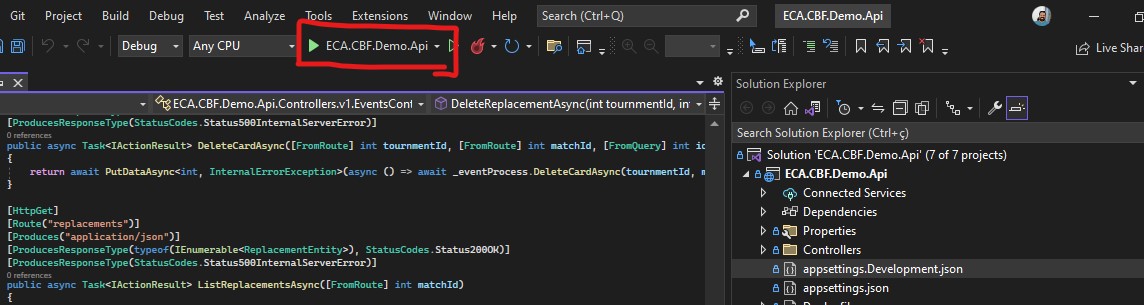 Git Project Build Debug Test Analyze Tools Extensions Window Help Search (Ctrl+Q) ECA.CBF.Demo.Api
Debug Any CPU ECA.CBF.Demo.Api Live Shar
ECA.CBF.Demo.Api.Controllers.v1.EventsCont DeleteReplacementAsync(int tournmentId, int
[ProducesResponseType(StatusCodes.Status500InternalServerError)]
0 references
public async Task<IActionResult> DeleteCardAsync([FromRoute] int tournmentId, [FromRoute] int matchId, [FromQuery] int id
{
return await PutDataAsync<int, InternalErrorException>(async () => await _eventProcess.DeleteCardAsync(tournmentId, m
}
[HttpGet]
[Route("replacements")]
[Produces("application/json")]
[ProducesResponseType(typeof(IEnumerable<ReplacementEntity>), StatusCodes.Status200OK)]
[ProducesResponseType(StatusCodes.Status500InternalServerError)]
0 references
public async Task<IActionResult> ListReplacementsAsync([FromRoute] int matchId)
{
Solution Explorer
Search Solution Explorer (Ctrl+ç)
Solution 'ECA.CBF.Demo.Api' (7 of 7 projects)
ECA.CBF.Demo.Api
Connected Services
Dependencies
Properties
Controllers
appsettings.Development.json
appsettings.json